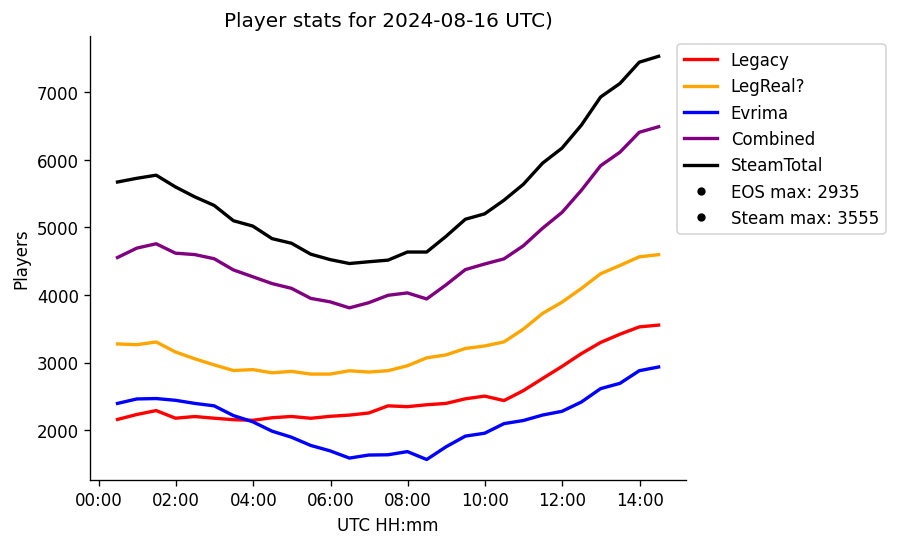 Player stats for 2024-08-16 UTC)
Legacy
LegReal?
Evrima
Combined
SteamTotal
EOS max: 2935
Steam max: 3555
Players
7000
6000
5000
4000
3000
2000
00:00 02:00 04:00 06:00 08:00 10:00 12:00 14:00
UTC HH:mm